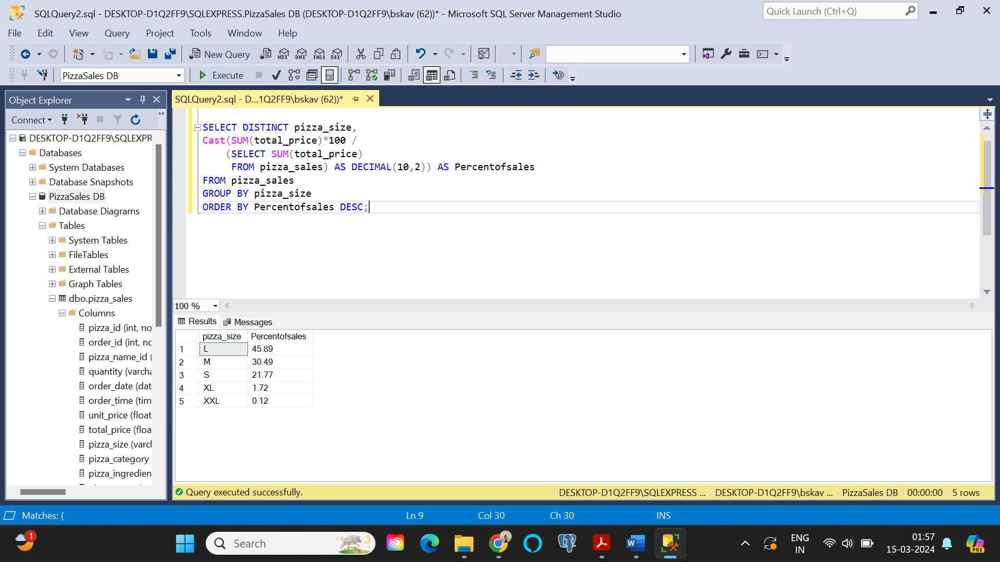 SQLQuery2.sql - DESKTOP-D1Q2FF9\SQLEXPRESS.PizzaSales DB (DESKTOP-D1Q2FF9\bskav (62))* - Microsoft SQL Server Management Studio
Quick Launch (Ctrl+Q)
File Edit View Query Project Tools Window Help
New Query MDX DMX XMLA DAX
PizzaSales DB Execute
Object Explorer
SQLQuery2.sql - D...1Q2FF9\bskav (62))*
Connect
DESKTOP-D1Q2FF9\SQLEXPR
Databases
System Databases
Database Snapshots
PizzaSales DB
Database Diagrams
Tables
System Tables
FileTables
External Tables
Graph Tables
dbo.pizza_sales
Columns
pizza_id (int, no
order_id (int, nc
pizza_name_id (
quantity (varcha
order_date (dat
order_time (tim
unit_price (float
total_price (floa
pizza_size (varcl
pizza_category
pizza_ingredien
SELECT DISTINCT pizza_size,
Cast(SUM(total_price)*100 /
(SELECT SUM(total_price)
FROM pizza_sales) AS DECIMAL(10,2)) AS Percentofsales
FROM pizza_sales
GROUP BY pizza_size
ORDER BY Percentofsales DESC;
100 %
Results Messages
pizza_size Percentofsales
1 L 45.89
2 M 30.49
3 S 21.77
4 XL 1.72
5 XXL 0.12
Query executed successfully. DESKTOP-D1Q2FF9\SQLEXPRESS ... DESKTOP-D1Q2FF9\bskav ... PizzaSales DB 00:00:00 5 rows
Matches: ( Ln 9 Col 30 Ch 30 INS
1
Search
W
ENG
IN
01:57
15-03-2024
PRE